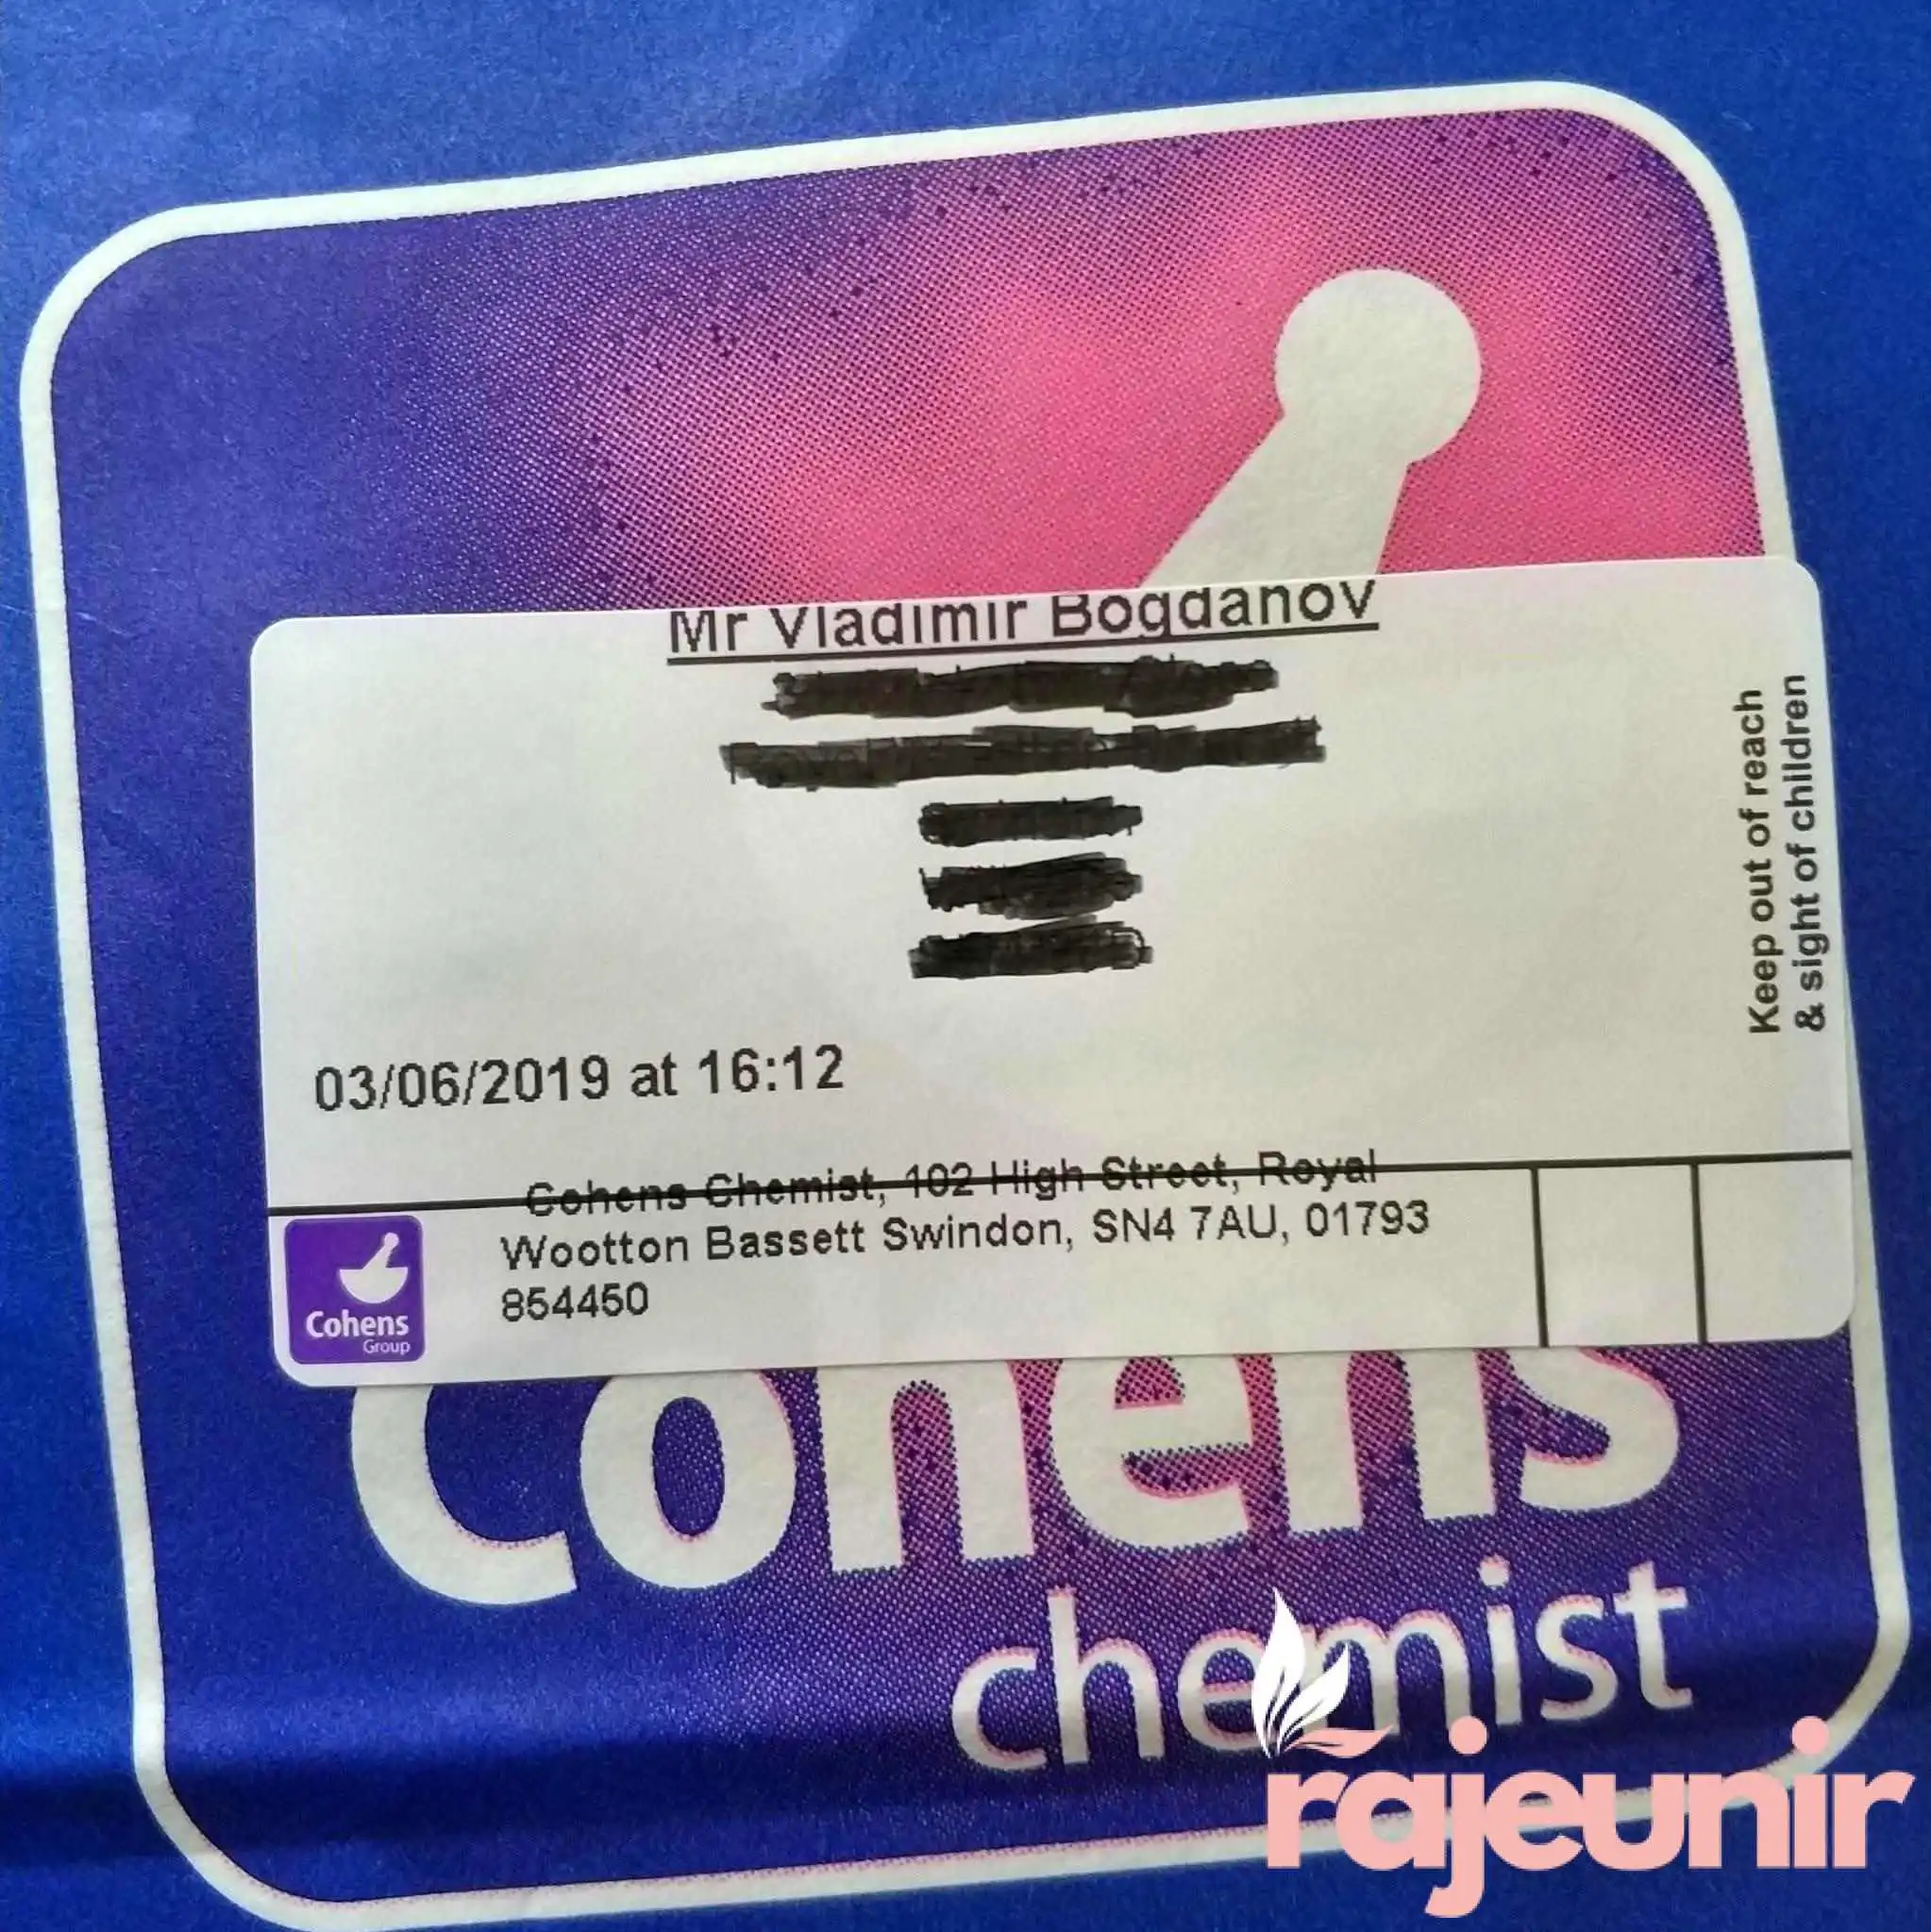 Mr Vladimir Bogdanov
Keep out of reach
& sight of children
03/06/2019 at 16:12
Cohens Chemist, 102 High Street, Royal
Wootton Bassett Swindon, SN4 7AU, 01793
854450
Cohens
Group
Cohens
chemist
rajeunir